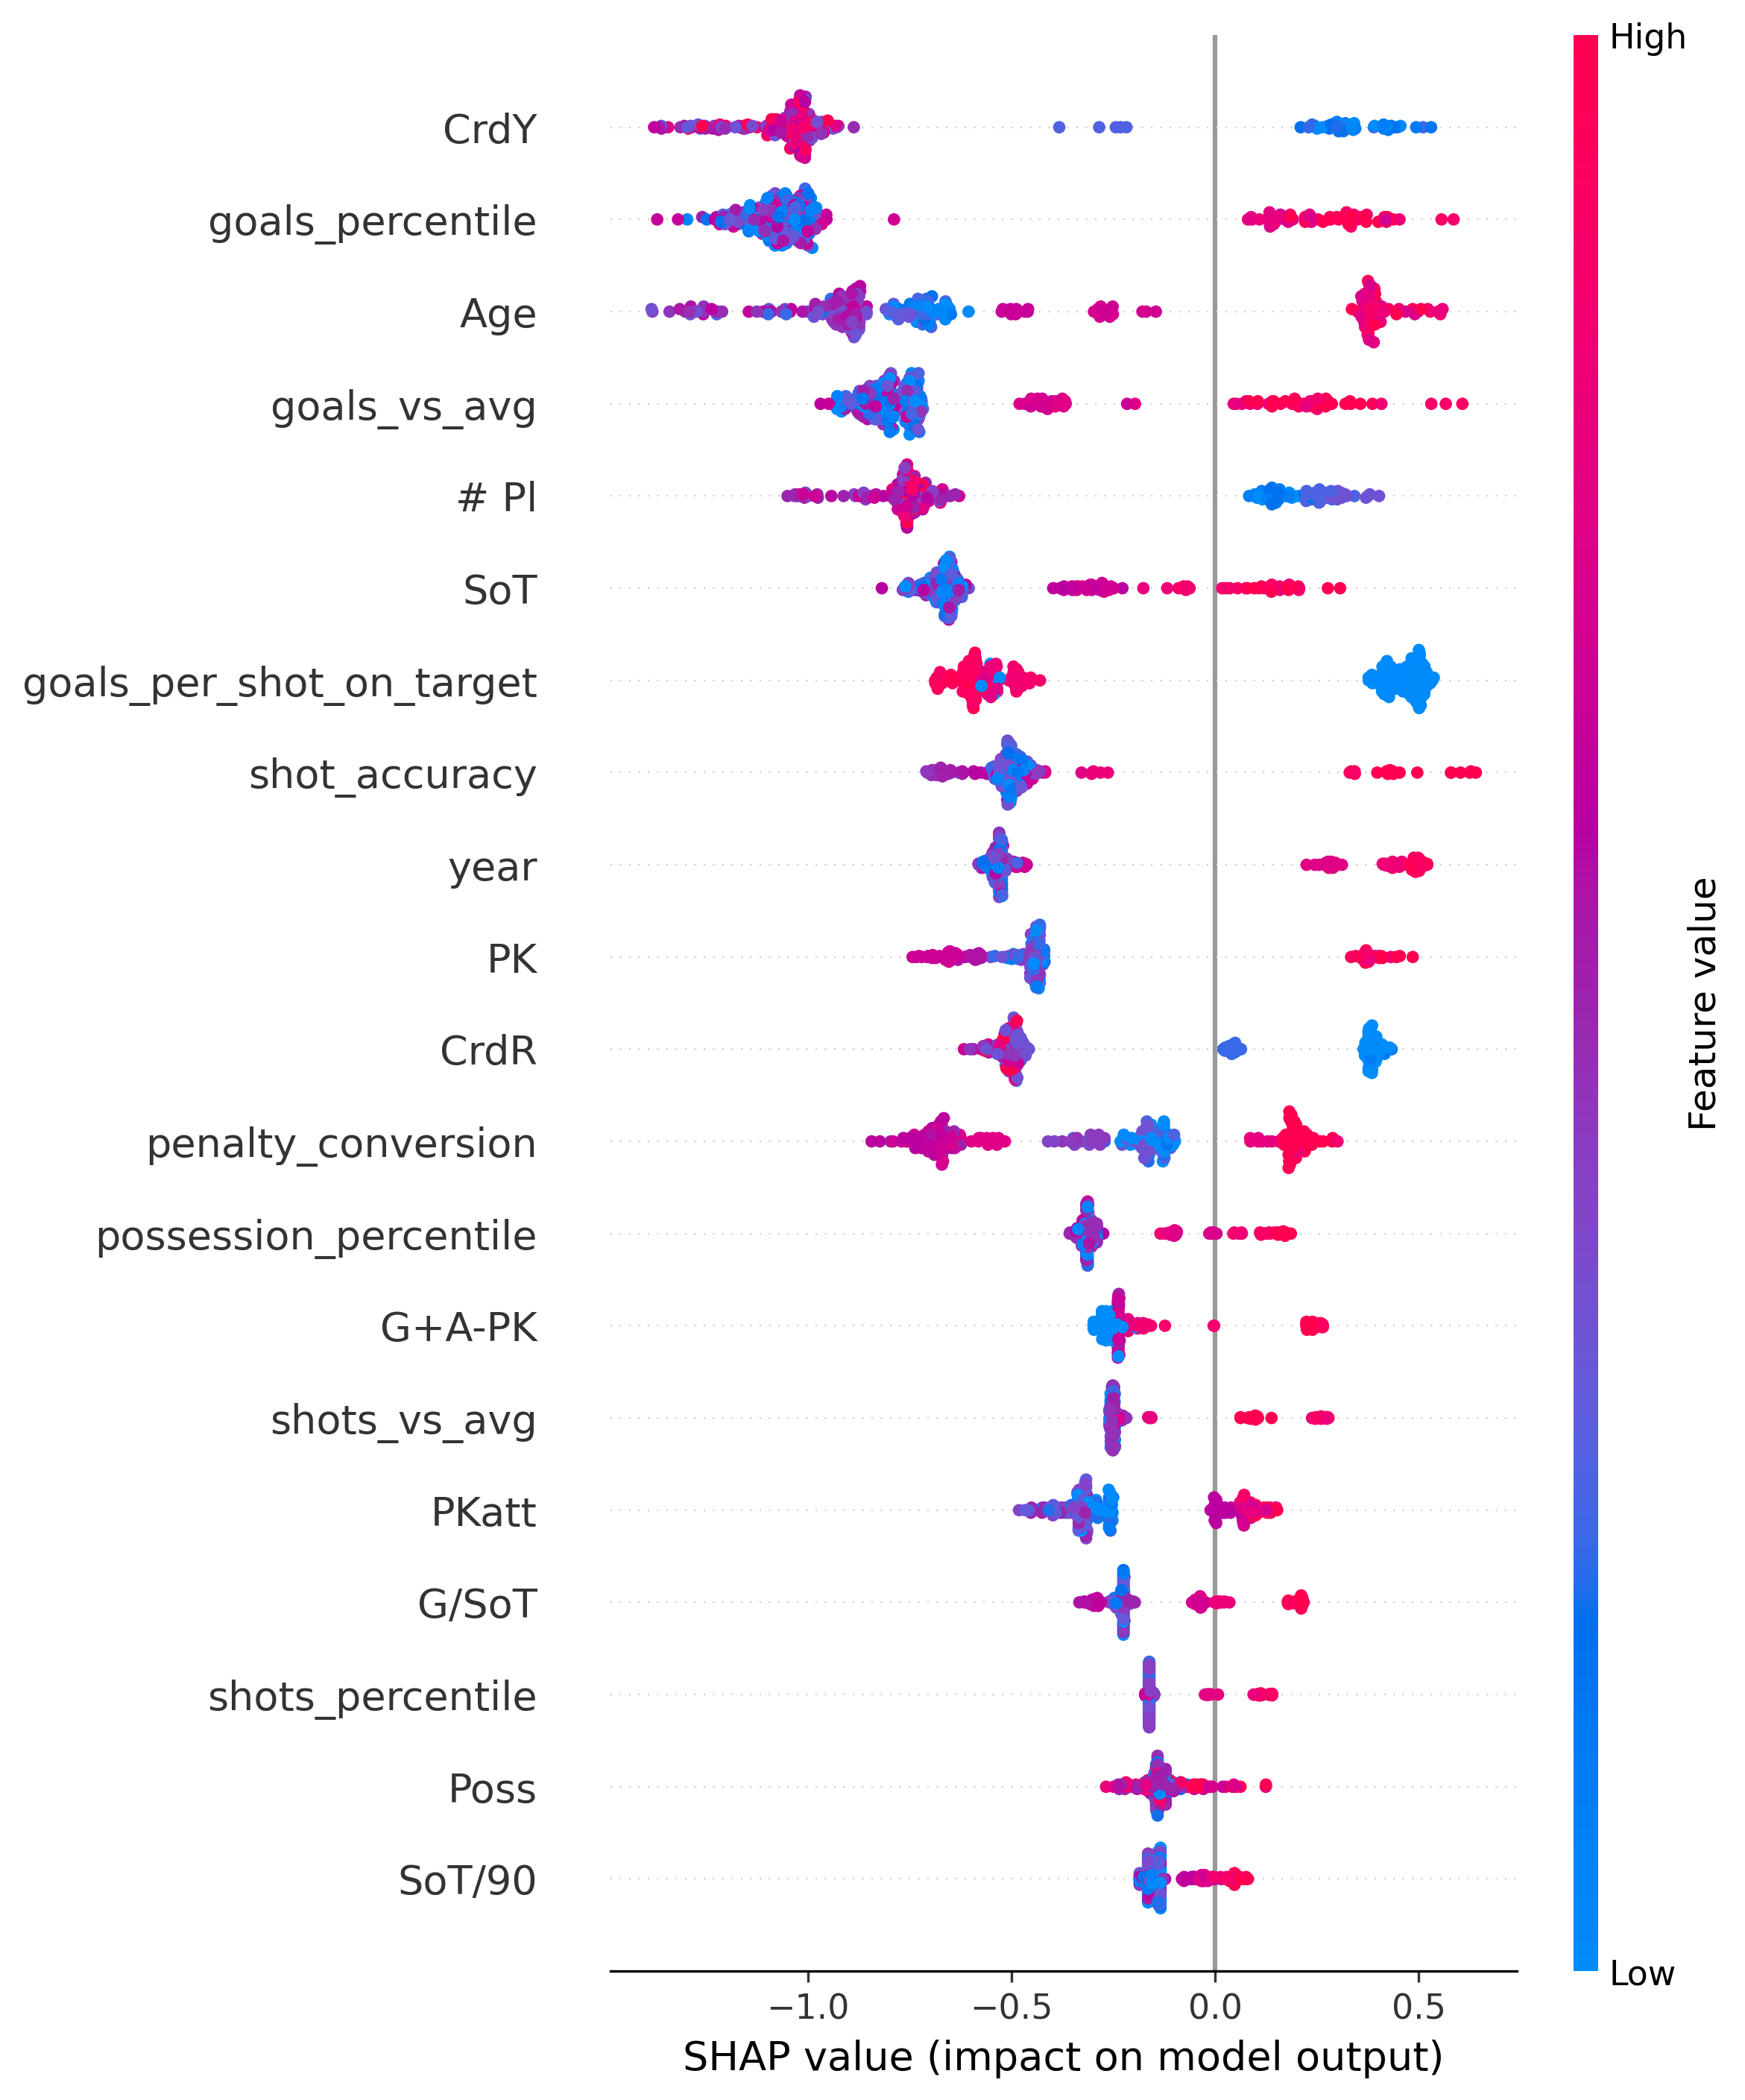 High
CrdY
goals_percentile
Age
goals_vs_avg
# Pl
SoT
goals_per_shot_on_target
shot_accuracy
year
PK
CrdR
penalty_conversion
possession_percentile
G+A-PK
shots_vs_avg
PKatt
G/SoT
shots_percentile
Poss
SoT/90
Feature value
Low
−1.0 −0.5 0.0 0.5
SHAP value (impact on model output)